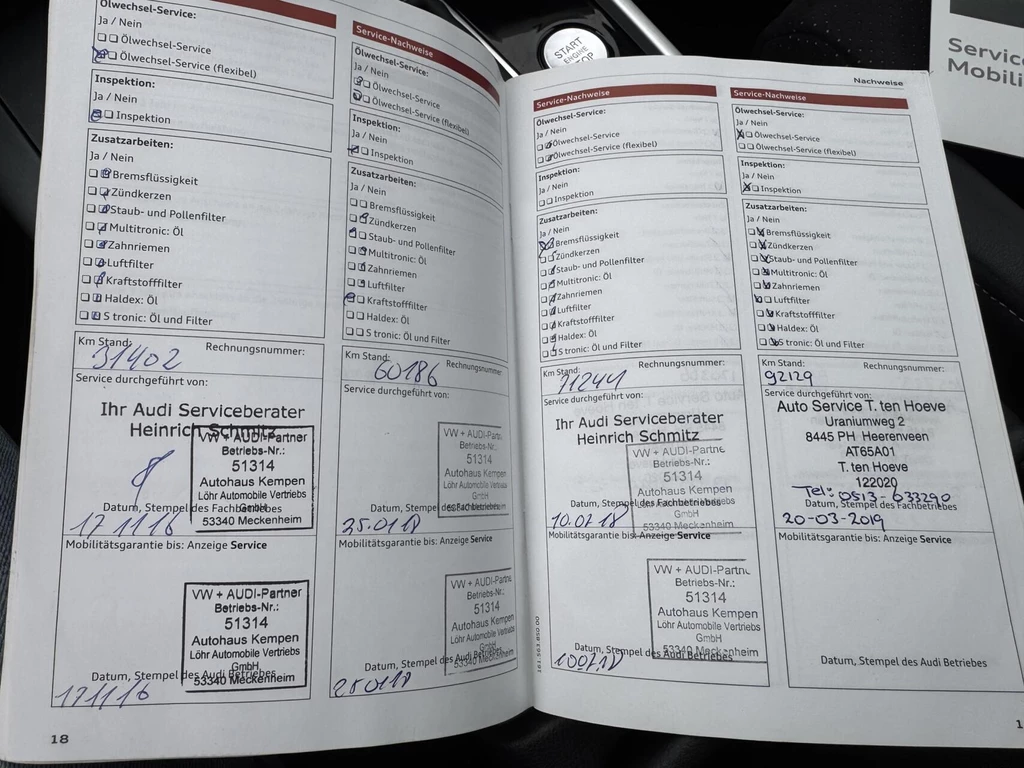 START
ENGINE
Service
Mobili
Ölwechsel-Service:
Ja / Nein
Ölwechsel-Service
Ölwechsel-Service (flexibel)
Inspektion:
Ja / Nein
Inspektion
Zusatzarbeiten:
Ja / Nein
Bremsflüssigkeit
Zündkerzen
Staub- und Pollenfilter
Multitronic: Öl
Zahnriemen
Luftfilter
Kraftstofffilter
Haldex: Öl
S tronic: Öl und Filter
Km Stand:
Rechnungsnummer:
31402
Service durchgeführt von:
Ihr Audi Serviceberater
Heinrich Schmitz
VW + AUDI-Partner
Betriebs-Nr.:
51314
Autohaus Kempen
Löhr Automobile Vertriebs
GmbH
53340 Meckenheim
Datum, Stempel des Fachbetriebes
171116
Mobilitätsgarantie bis: Anzeige Service
VW + AUDI-Partner
Betriebs-Nr.:
51314
Autohaus Kempen
Löhr Automobile Vertriebs
GmbH
53340 Meckenheim
Datum, Stempel des Audi Betriebes
171116
18
Service-Nachweise
Ölwechsel-Service:
Ja / Nein
Ölwechsel-Service
Ölwechsel-Service (flexibel)
Inspektion:
Ja / Nein
Inspektion
Zusatzarbeiten:
Ja / Nein
Bremsflüssigkeit
Zündkerzen
Staub- und Pollenfilter
Multitronic: Öl
Zahnriemen
Luftfilter
Kraftstofffilter
Haldex: Öl
S tronic: Öl und Filter
Km Stand:
Rechnungsnummer
60186
Service durchgeführt von:
VW + AUDI-Partn
Betriebs-Nr.:
51314
Autohaus Kempen
Löhr Automobile Vertriebs
GmbH
Datum, Stempel des Fachbetriebes
25.01.18
Mobilitätsgarantie bis: Anzeige Service
VW + AUDI-Partne
Betriebs-Nr.:
51314
Autohaus Kempen
Löhr Automobile Vertriebs
GmbH
53340 Meckenheim
Datum, Stempel des Audi Betriebes
250118
Nachweise
Service-Nachweise
Ölwechsel-Service:
Ja / Nein
Ölwechsel-Service
Ölwechsel-Service (flexibel)
Inspektion:
Ja / Nein
Inspektion
Zusatzarbeiten:
Ja / Nein
Bremsflüssigkeit
Zündkerzen
Staub- und Pollenfilter
Multitronic: Öl
Zahnriemen
Luftfilter
Kraftstofffilter
Haldex: Öl
S tronic: Öl und Filter
Km Stand:
Rechnungsnummer:
71244
Service durchgeführt von:
Ihr Audi Serviceberater
Heinrich Schmitz
VW + AUDI-Partne
Betriebs-Nr.:
51314
Autohaus Kempen
Löhr Automobile Vertriebs
GmbH
53340 Meckenheim
Datum, Stempel des Fachbetriebes
10.07.18
Mobilitätsgarantie bis: Anzeige Service
VW + AUDI-Partn
Betriebs-Nr.:
51314
Autohaus Kempen
Löhr Automobile Vertriebs
GmbH
53340 Meckenheim
Datum, Stempel des Audi Betriebes
100718
161.563.850.00
Service-Nachweise
Ölwechsel-Service:
Ja / Nein
Ölwechsel-Service
Ölwechsel-Service (flexibel)
Inspektion:
Ja / Nein
Inspektion
Zusatzarbeiten:
Ja / Nein
Bremsflüssigkeit
Zündkerzen
Staub- und Pollenfilter
Multitronic: Öl
Zahnriemen
Luftfilter
Kraftstofffilter
Haldex: Öl
S tronic: Öl und Filter
Km Stand:
Rechnungsnummer:
92129
Service durchgeführt von:
Auto Service T. ten Hoeve
Uraniumweg 2
8445 PH Heerenveen
AT65A01
T. ten Hoeve
122020
Tel: 0513-633290
Datum, Stempel des Fachbetriebes
20-03-2019
Mobilitätsgarantie bis: Anzeige Service
Datum, Stempel des Audi Betriebes